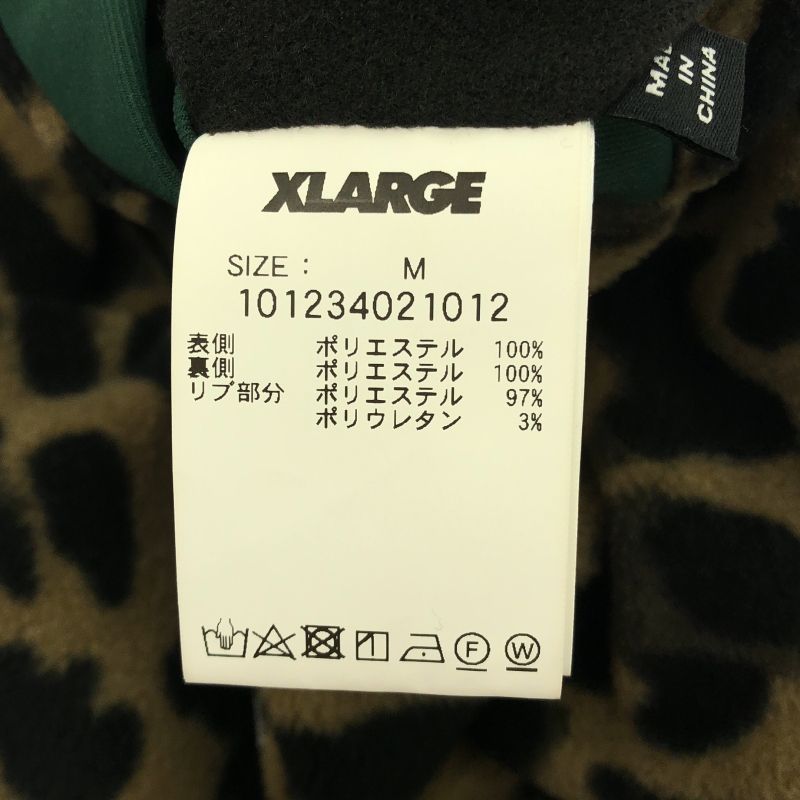 MADE
IN
CHINA
XLARGE
SIZE : M
101234021012
表側 ポリエステル 100%
裏側 ポリエステル 100%
リブ部分 ポリエステル 97%
ポリウレタン 3%
F W